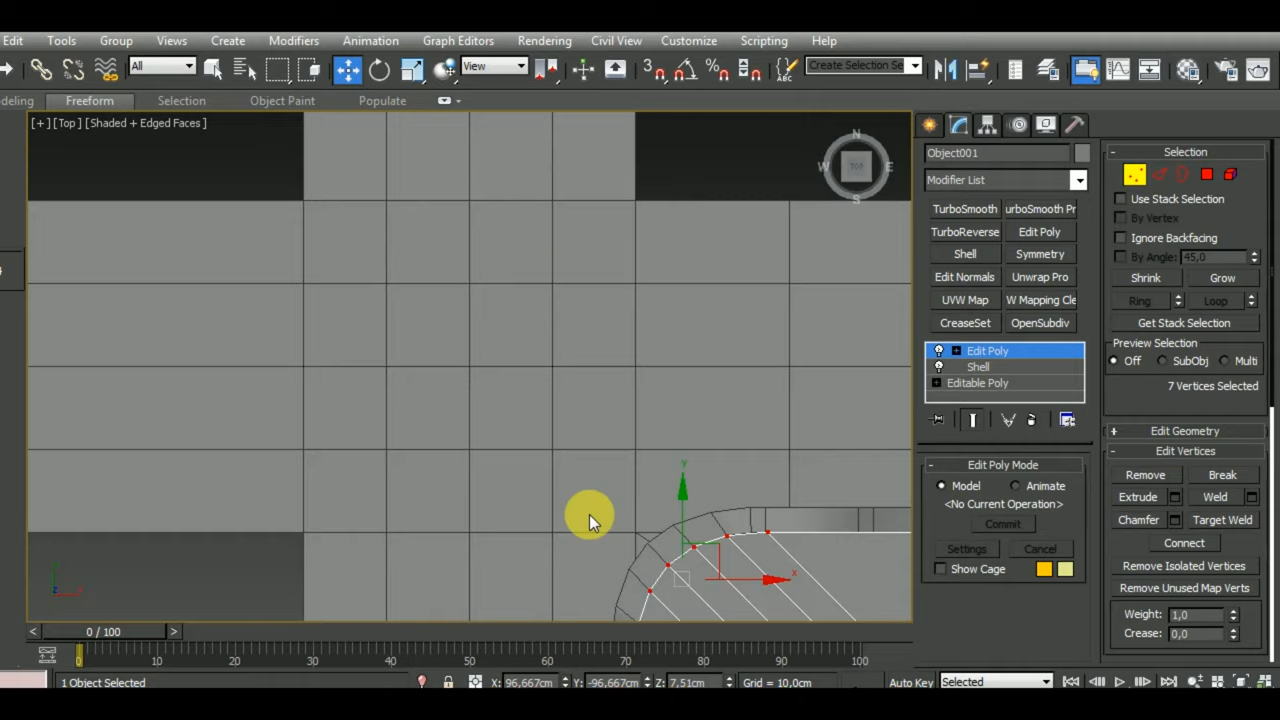 Edit Tools Group Views Create Modifiers Animation Graph Editors Rendering Civil View Customize Scripting Help
All View 3 ABC Create Selection Se
deling Freeform Selection Object Paint Populate
[+] [Top] [Shaded + Edged Faces]
N
W TOP E
S
Object001
Modifier List
TurboSmooth urboSmooth Pr
TurboReverse Edit Poly
Shell Symmetry
Edit Normals Unwrap Pro
UVW Map W Mapping Cle
CreaseSet OpenSubdiv
Edit Poly
Shell
Editable Poly
- Edit Poly Mode
Model Animate
<No Current Operation>
Commit
Settings Cancel
Show Cage
- Selection
Use Stack Selection
By Vertex
Ignore Backfacing
By Angle: 45,0
Shrink Grow
Ring Loop
Get Stack Selection
Preview Selection
Off SubObj Multi
7 Vertices Selected
+ Edit Geometry
- Edit Vertices
Remove Break
Extrude Weld
Chamfer Target Weld
Connect
Remove Isolated Vertices
Remove Unused Map Verts
Weight: 1,0
Crease: 0,0
y
x
z
x
< 0 / 100 >
0 10 20 30 40 50 60 70 80 90 100
1 Object Selected X: 96,667cm Y: -96,667cm Z: 7,51cm Grid = 10,0cm Auto Key Selected